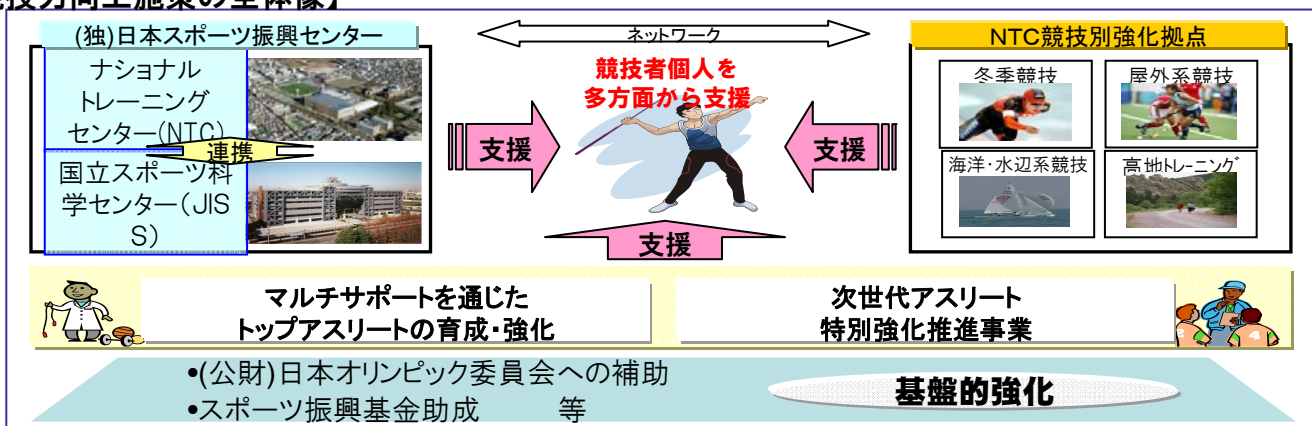 競技力向上施策の全体像】
(独)日本スポーツ振興センター
ナショナル
トレーニング
センター(NTC)
連携
国立スポーツ科
学センター(JIS
S)
ネットワーク
競技者個人を
多方面から支援
支援
支援
支援
NTC競技別強化拠点
冬季競技
屋外系競技
海洋・水辺系競技
高地トレーニング
マルチサポートを通じた
トップアスリートの育成・強化
次世代アスリート
特別強化推進事業
•(公財)日本オリンピック委員会への補助
•スポーツ振興基金助成　　等
基盤的強化